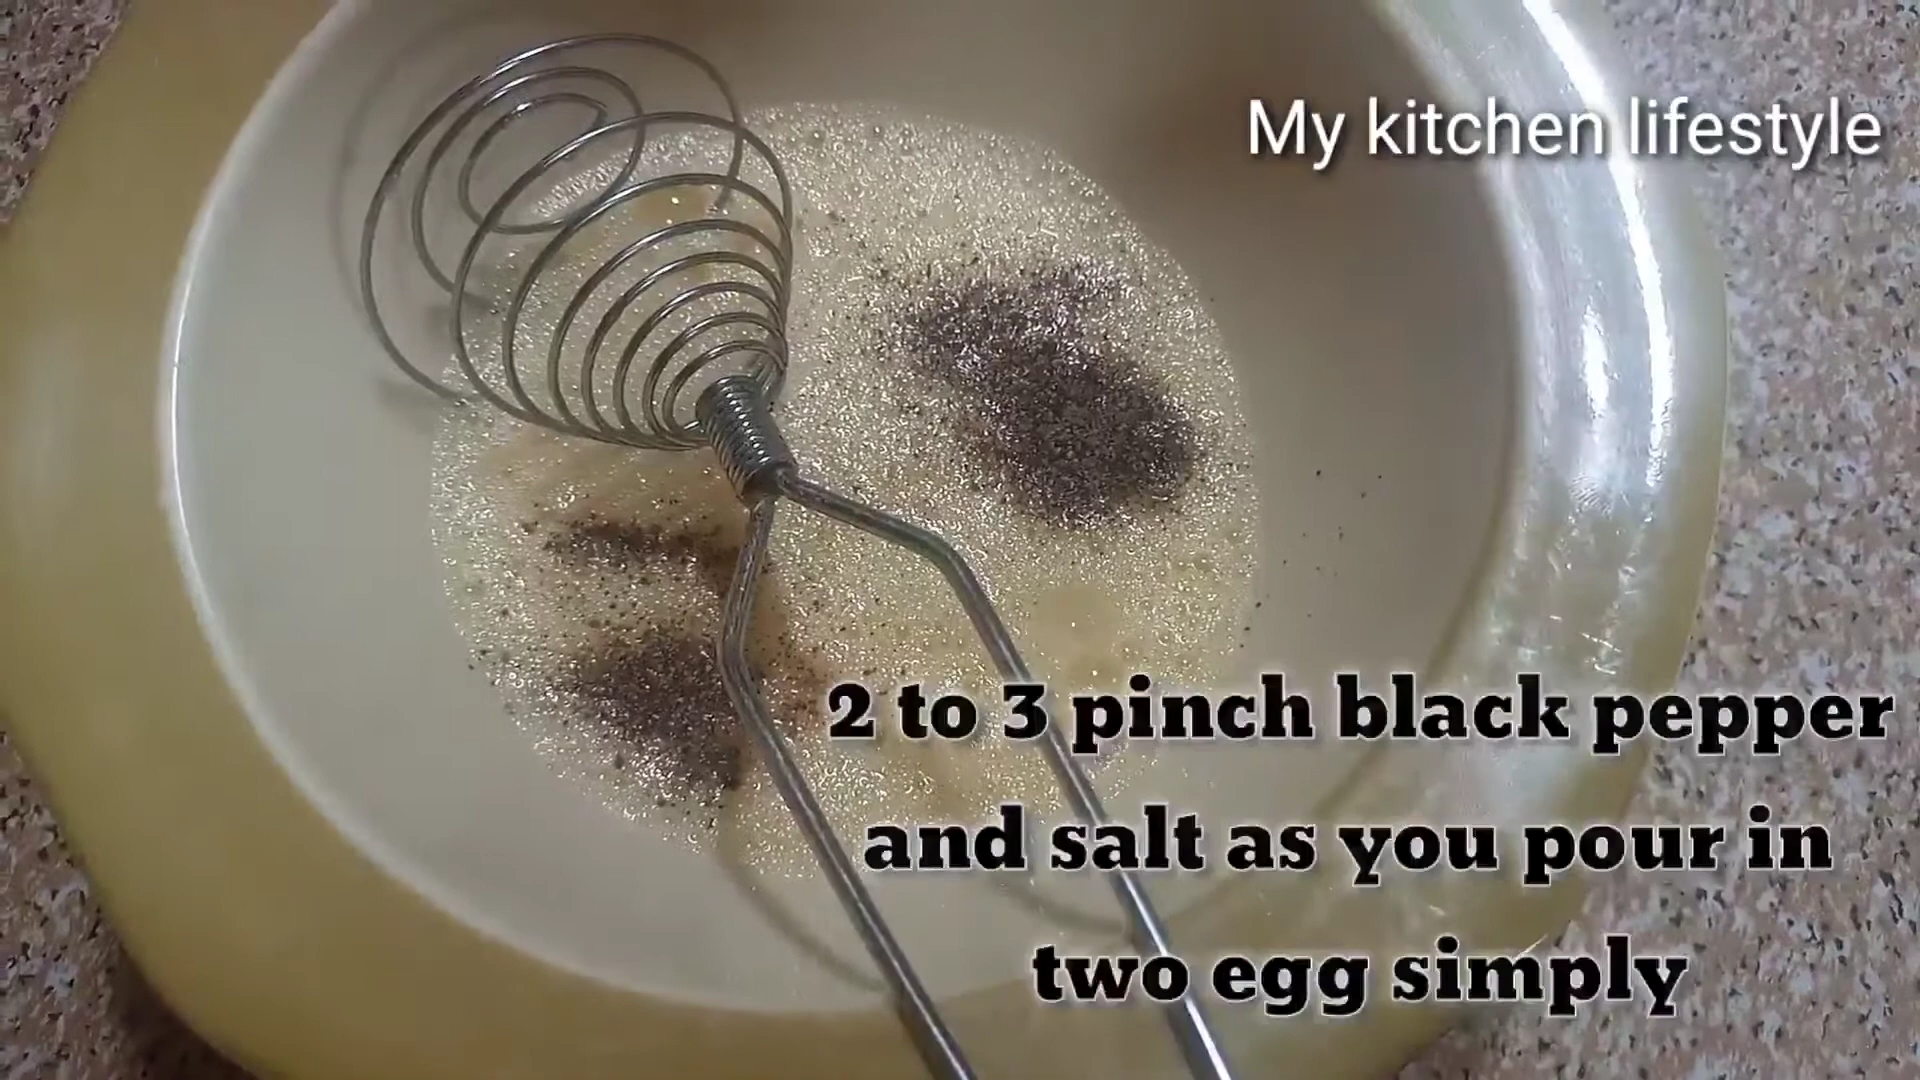 My kitchen lifestyle
2 to 3 pinch black pepper
and salt as you pour in
two egg simply